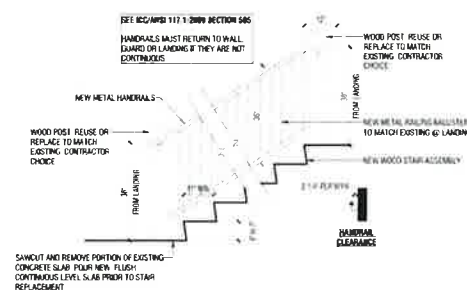 SEE ICC/ANSI 117.1-2009 SECTION 505
HANDRAILS MUST RETURN TO WALL,
GUARD OR LANDING IF THEY ARE NOT
CONTINUOUS
12"
WOOD POST REUSE OR
REPLACE TO MATCH
EXISTING CONTRACTOR
CHOICE
NEW METAL HANDRAILS
WOOD POST REUSE OR
REPLACE TO MATCH
EXISTING CONTRACTOR
CHOICE
36"
FROM LANDING
36"
36"
FROM LANDING
NEW METAL RAILING BALUSTER
TO MATCH EXISTING @ LANDING
NEW WOOD STAIR ASSEMBLY
HANDRAIL
CLEARANCE
SAWCUT AND REMOVE PORTION OF EXISTING
CONCRETE SLAB POUR NEW FLUSH
CONTINUOUS LEVEL SLAB PRIOR TO STAIR
REPLACEMENT